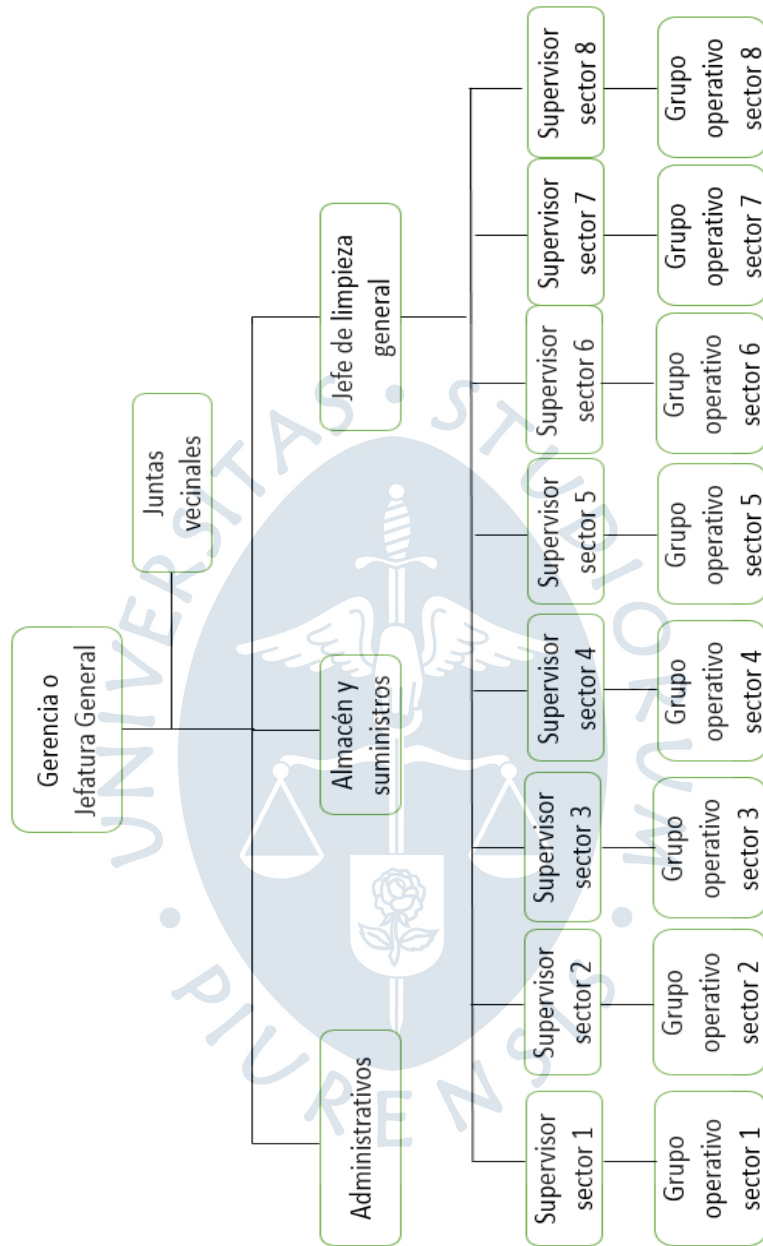 Gerencia o
Jefatura General
Juntas
vecinales
Administrativos
Almacén y
suministros
Jefe de limpieza
general
Supervisor
sector 1
Supervisor
sector 2
Supervisor
sector 3
Supervisor
sector 4
Supervisor
sector 5
Supervisor
sector 6
Supervisor
sector 7
Supervisor
sector 8
Grupo
operativo
sector 1
Grupo
operativo
sector 2
Grupo
operativo
sector 3
Grupo
operativo
sector 4
Grupo
operativo
sector 5
Grupo
operativo
sector 6
Grupo
operativo
sector 7
Grupo
operativo
sector 8
UNIVERSITAS • STUDIORUM • PIURENSIS •